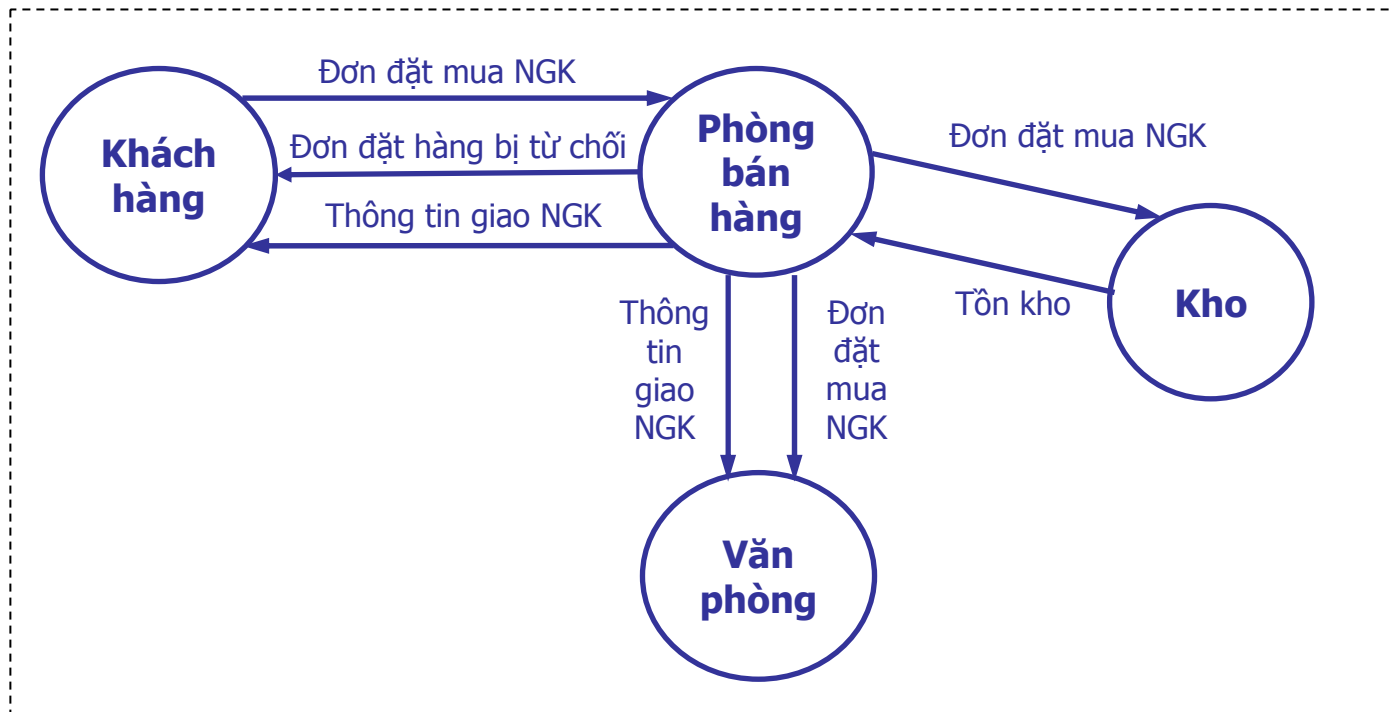 Đơn đặt mua NGK
Khách
hàng
Đơn đặt hàng bị từ chối
Thông tin giao NGK
Phòng
bán
hàng
Đơn đặt mua NGK
Tồn kho
Kho
Thông
tin
giao
NGK
Đơn
đặt
mua
NGK
Văn
phòng